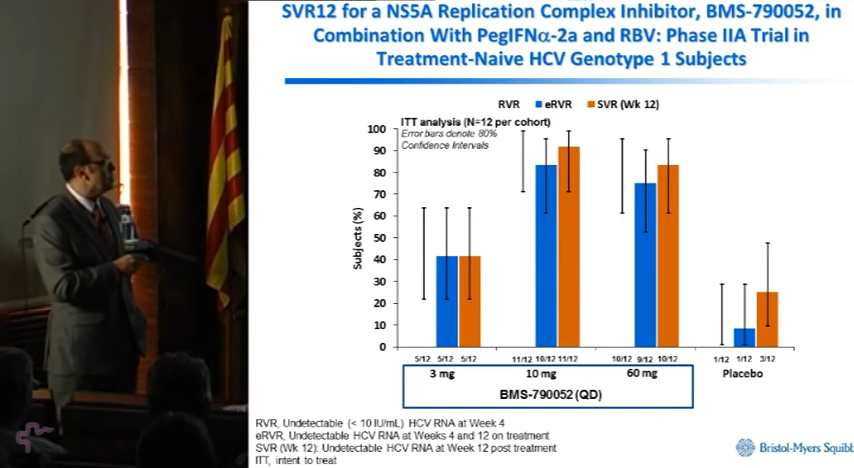 SVR12 for a NS5A Replication Complex Inhibitor, BMS-790052, in
Combination With PegIFNα-2a and RBV: Phase IIA Trial in
Treatment-Naive HCV Genotype 1 Subjects
RVR eRVR SVR (Wk 12)
ITT analysis (N=12 per cohort)
Error bars denote 80%
Confidence Intervals
Subjects (%)
100
90
80
70
60
50
40
30
20
10
0
5/12 5/12 5/12 11/12 10/12 11/12 10/12 9/12 10/12 1/12 1/12 3/12
3 mg 10 mg 60 mg Placebo
BMS-790052 (QD)
RVR, Undetectable (< 10 IU/mL) HCV RNA at Week 4
eRVR, Undetectable HCV RNA at Weeks 4 and 12 on treatment
SVR (Wk 12): Undetectable HCV RNA at Week 12 post treatment
ITT, intent to treat
Bristol-Myers Squibb